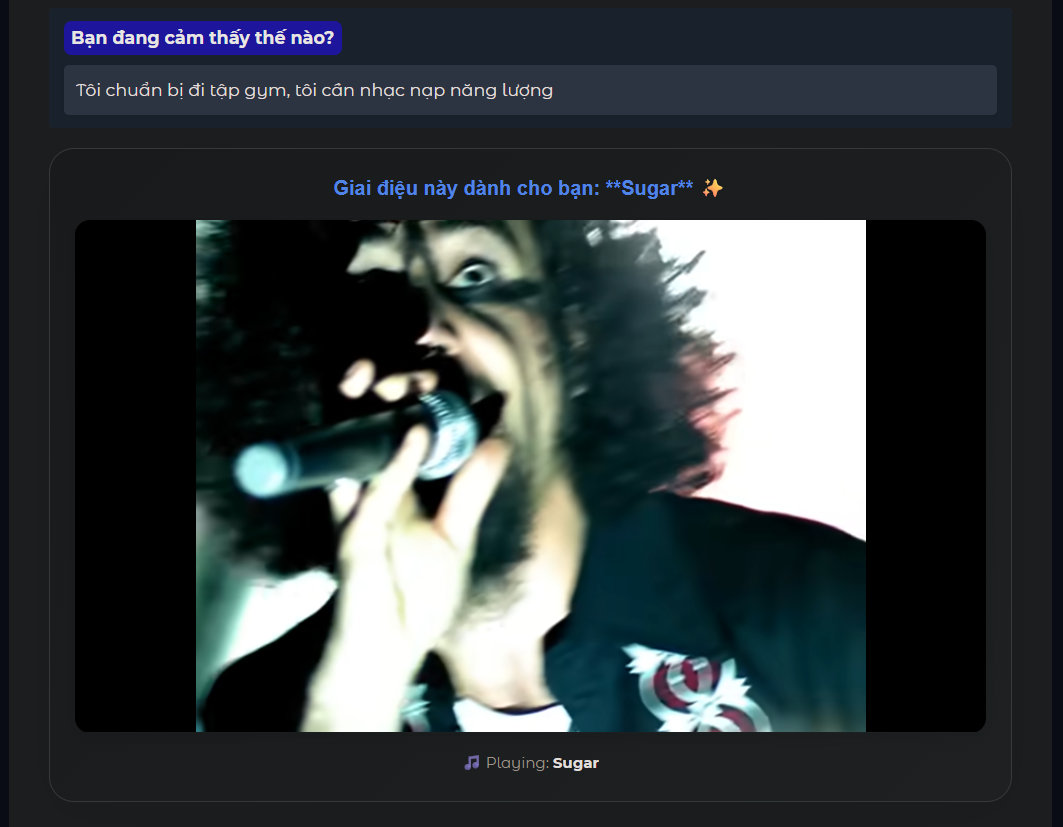 Bạn đang cảm thấy thế nào?
Tôi chuẩn bị đi tập gym, tôi cần nhạc nạp năng lượng
Giai điệu này dành cho bạn: **Sugar** ✨
🎵 Playing: Sugar